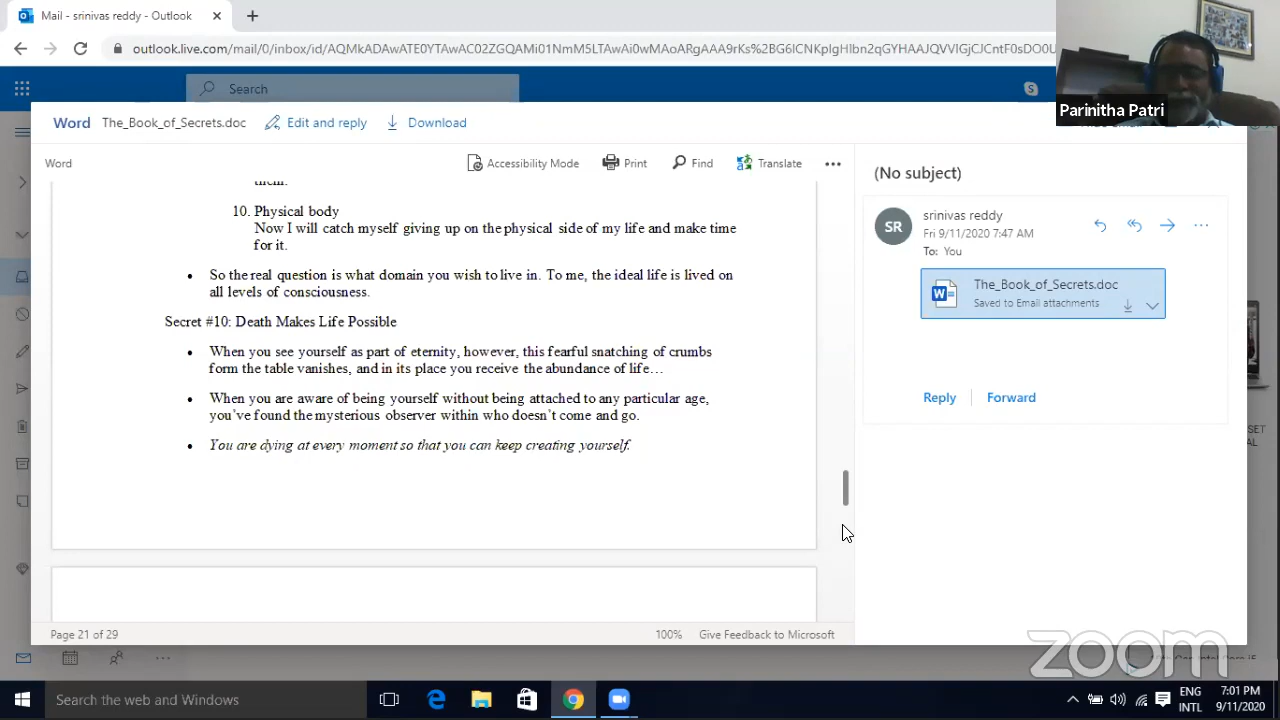 Mail - srinivas reddy - Outlook
outlook.live.com/mail/0/inbox/id/AQMkADAwATE0YTAwAC02ZGQAMi01NmM5LTAwAi0wMAoARgAAA9rKs%2BG6lCNKplgHlbn2qGYHAAJQVVlGjCJCntF0sDO0U
Search
Parinitha Patri
Word The_Book_of_Secrets.doc Edit and reply Download
Word Accessibility Mode Print Find Translate
them.
10. Physical body
Now I will catch myself giving up on the physical side of my life and make time
for it.
• So the real question is what domain you wish to live in. To me, the ideal life is lived on
all levels of consciousness.
Secret #10: Death Makes Life Possible
• When you see yourself as part of eternity, however, this fearful snatching of crumbs
form the table vanishes, and in its place you receive the abundance of life…
• When you are aware of being yourself without being attached to any particular age,
you've found the mysterious observer within who doesn't come and go.
• You are dying at every moment so that you can keep creating yourself.
Page 21 of 29
100% Give Feedback to Microsoft
(No subject)
SR
srinivas reddy
Fri 9/11/2020 7:47 AM
To: You
The_Book_of_Secrets.doc
Saved to Email attachments
Reply Forward
zoom
Search the web and Windows
ENG
INTL
7:01 PM
9/11/2020